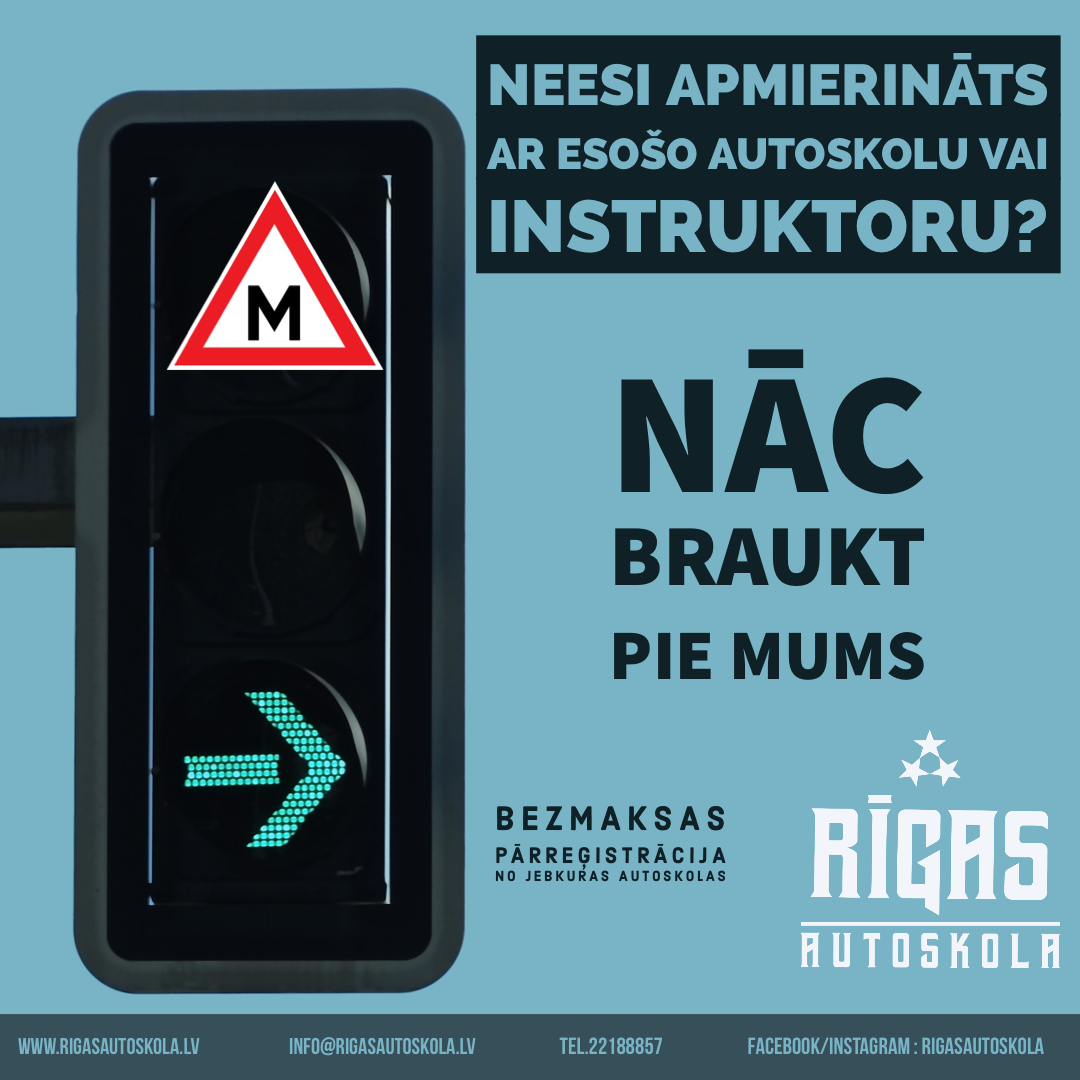 NEESI APMIERINĀTS
AR ESOŠO AUTOSKOLU VAI
INSTRUKTORU?
M
NĀC
BRAUKT
PIE MUMS
BEZMAKSAS
PĀRREĢISTRĀCIJA
NO JEBKURAS AUTOSKOLAS
RĪGAS
AUTOSKOLA
WWW.RIGASAUTOSKOLA.LV INFO@RIGASAUTOSKOLA.LV TEL.22188857 FACEBOOK/INSTAGRAM : RIGASAUTOSKOLA